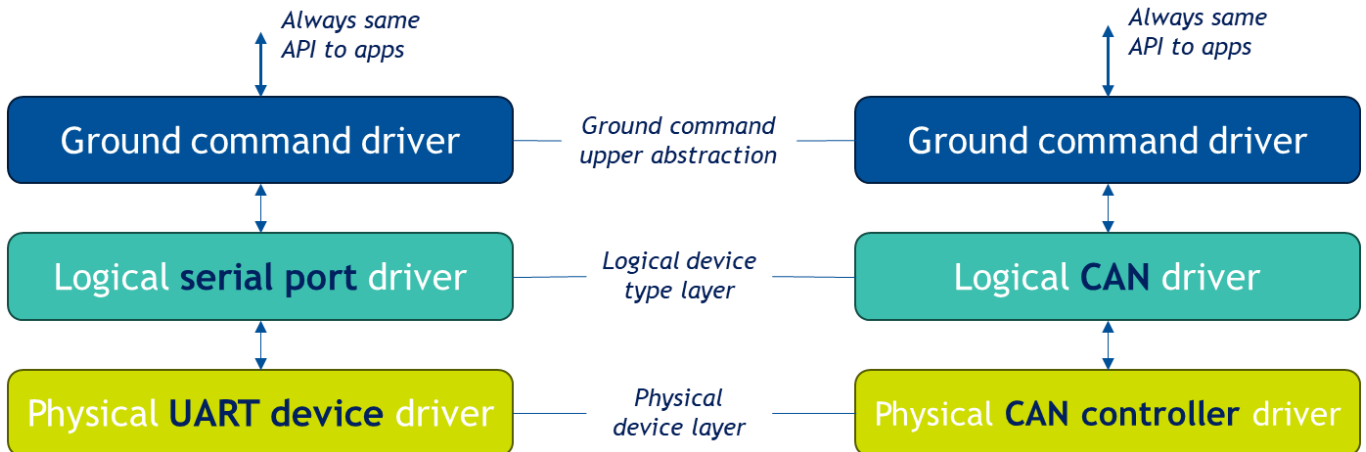 Always same
API to apps
Always same
API to apps
Ground command driver
Ground command
upper abstraction
Ground command driver
Logical serial port driver
Logical device
type layer
Logical CAN driver
Physical UART device driver
Physical
device layer
Physical CAN controller driver